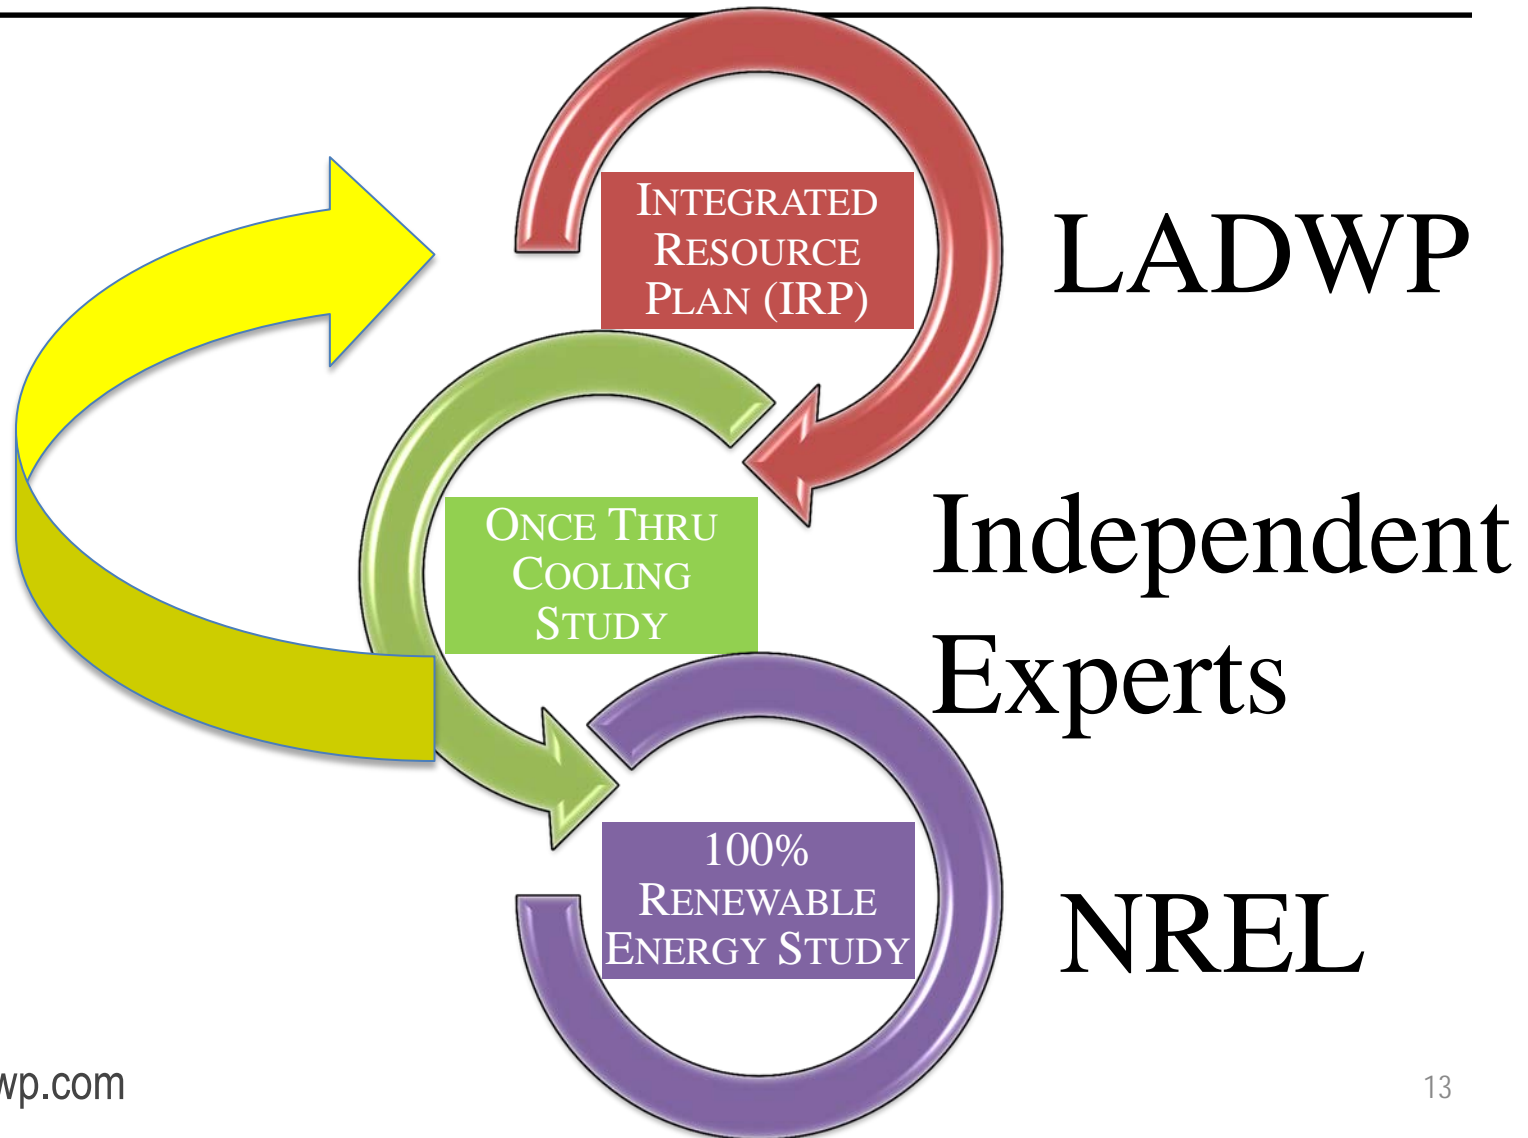 INTEGRATED
RESOURCE
PLAN (IRP)
LADWP
ONCE THRU
COOLING
STUDY
Independent
Experts
100%
RENEWABLE
ENERGY STUDY
NREL
wp.com
13